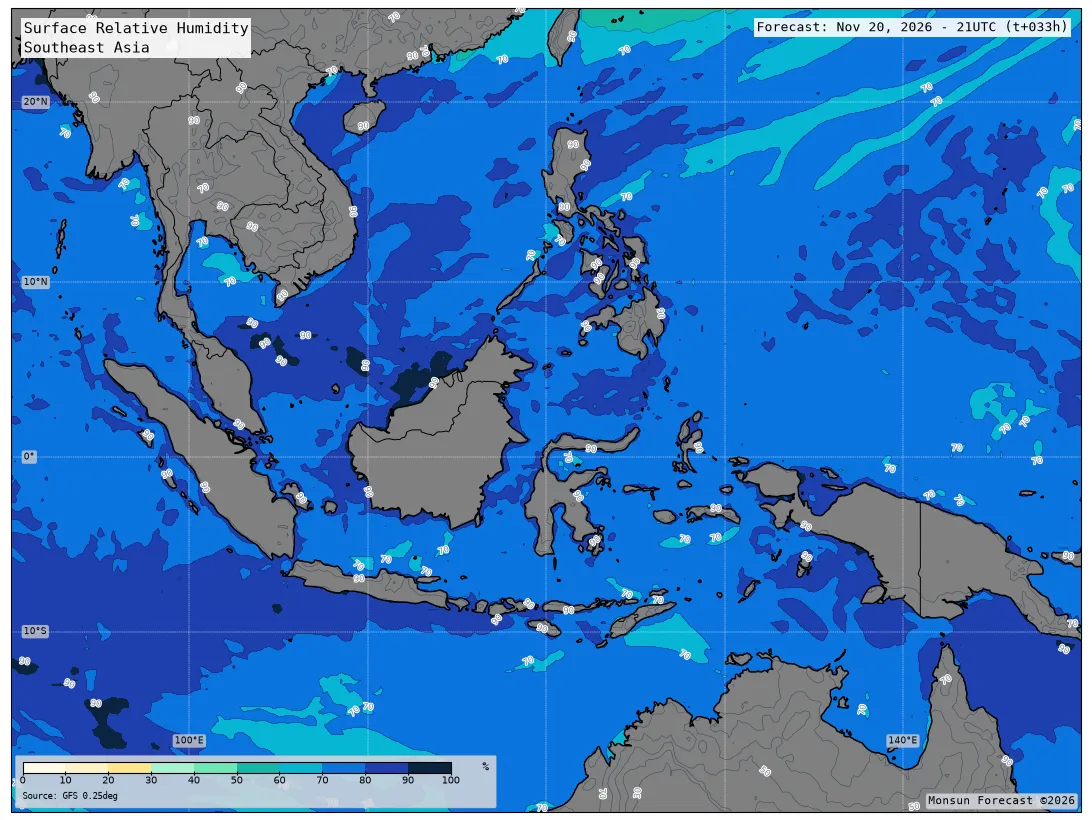 Surface Relative Humidity
Southeast Asia
Forecast: Nov 20, 2026 - 21UTC (t+033h)
20°N
10°N
0°
10°S
100°E
140°E
0 10 20 30 40 50 60 70 80 90 100
%
Source: GFS 0.25deg
Monsun Forecast ©2026